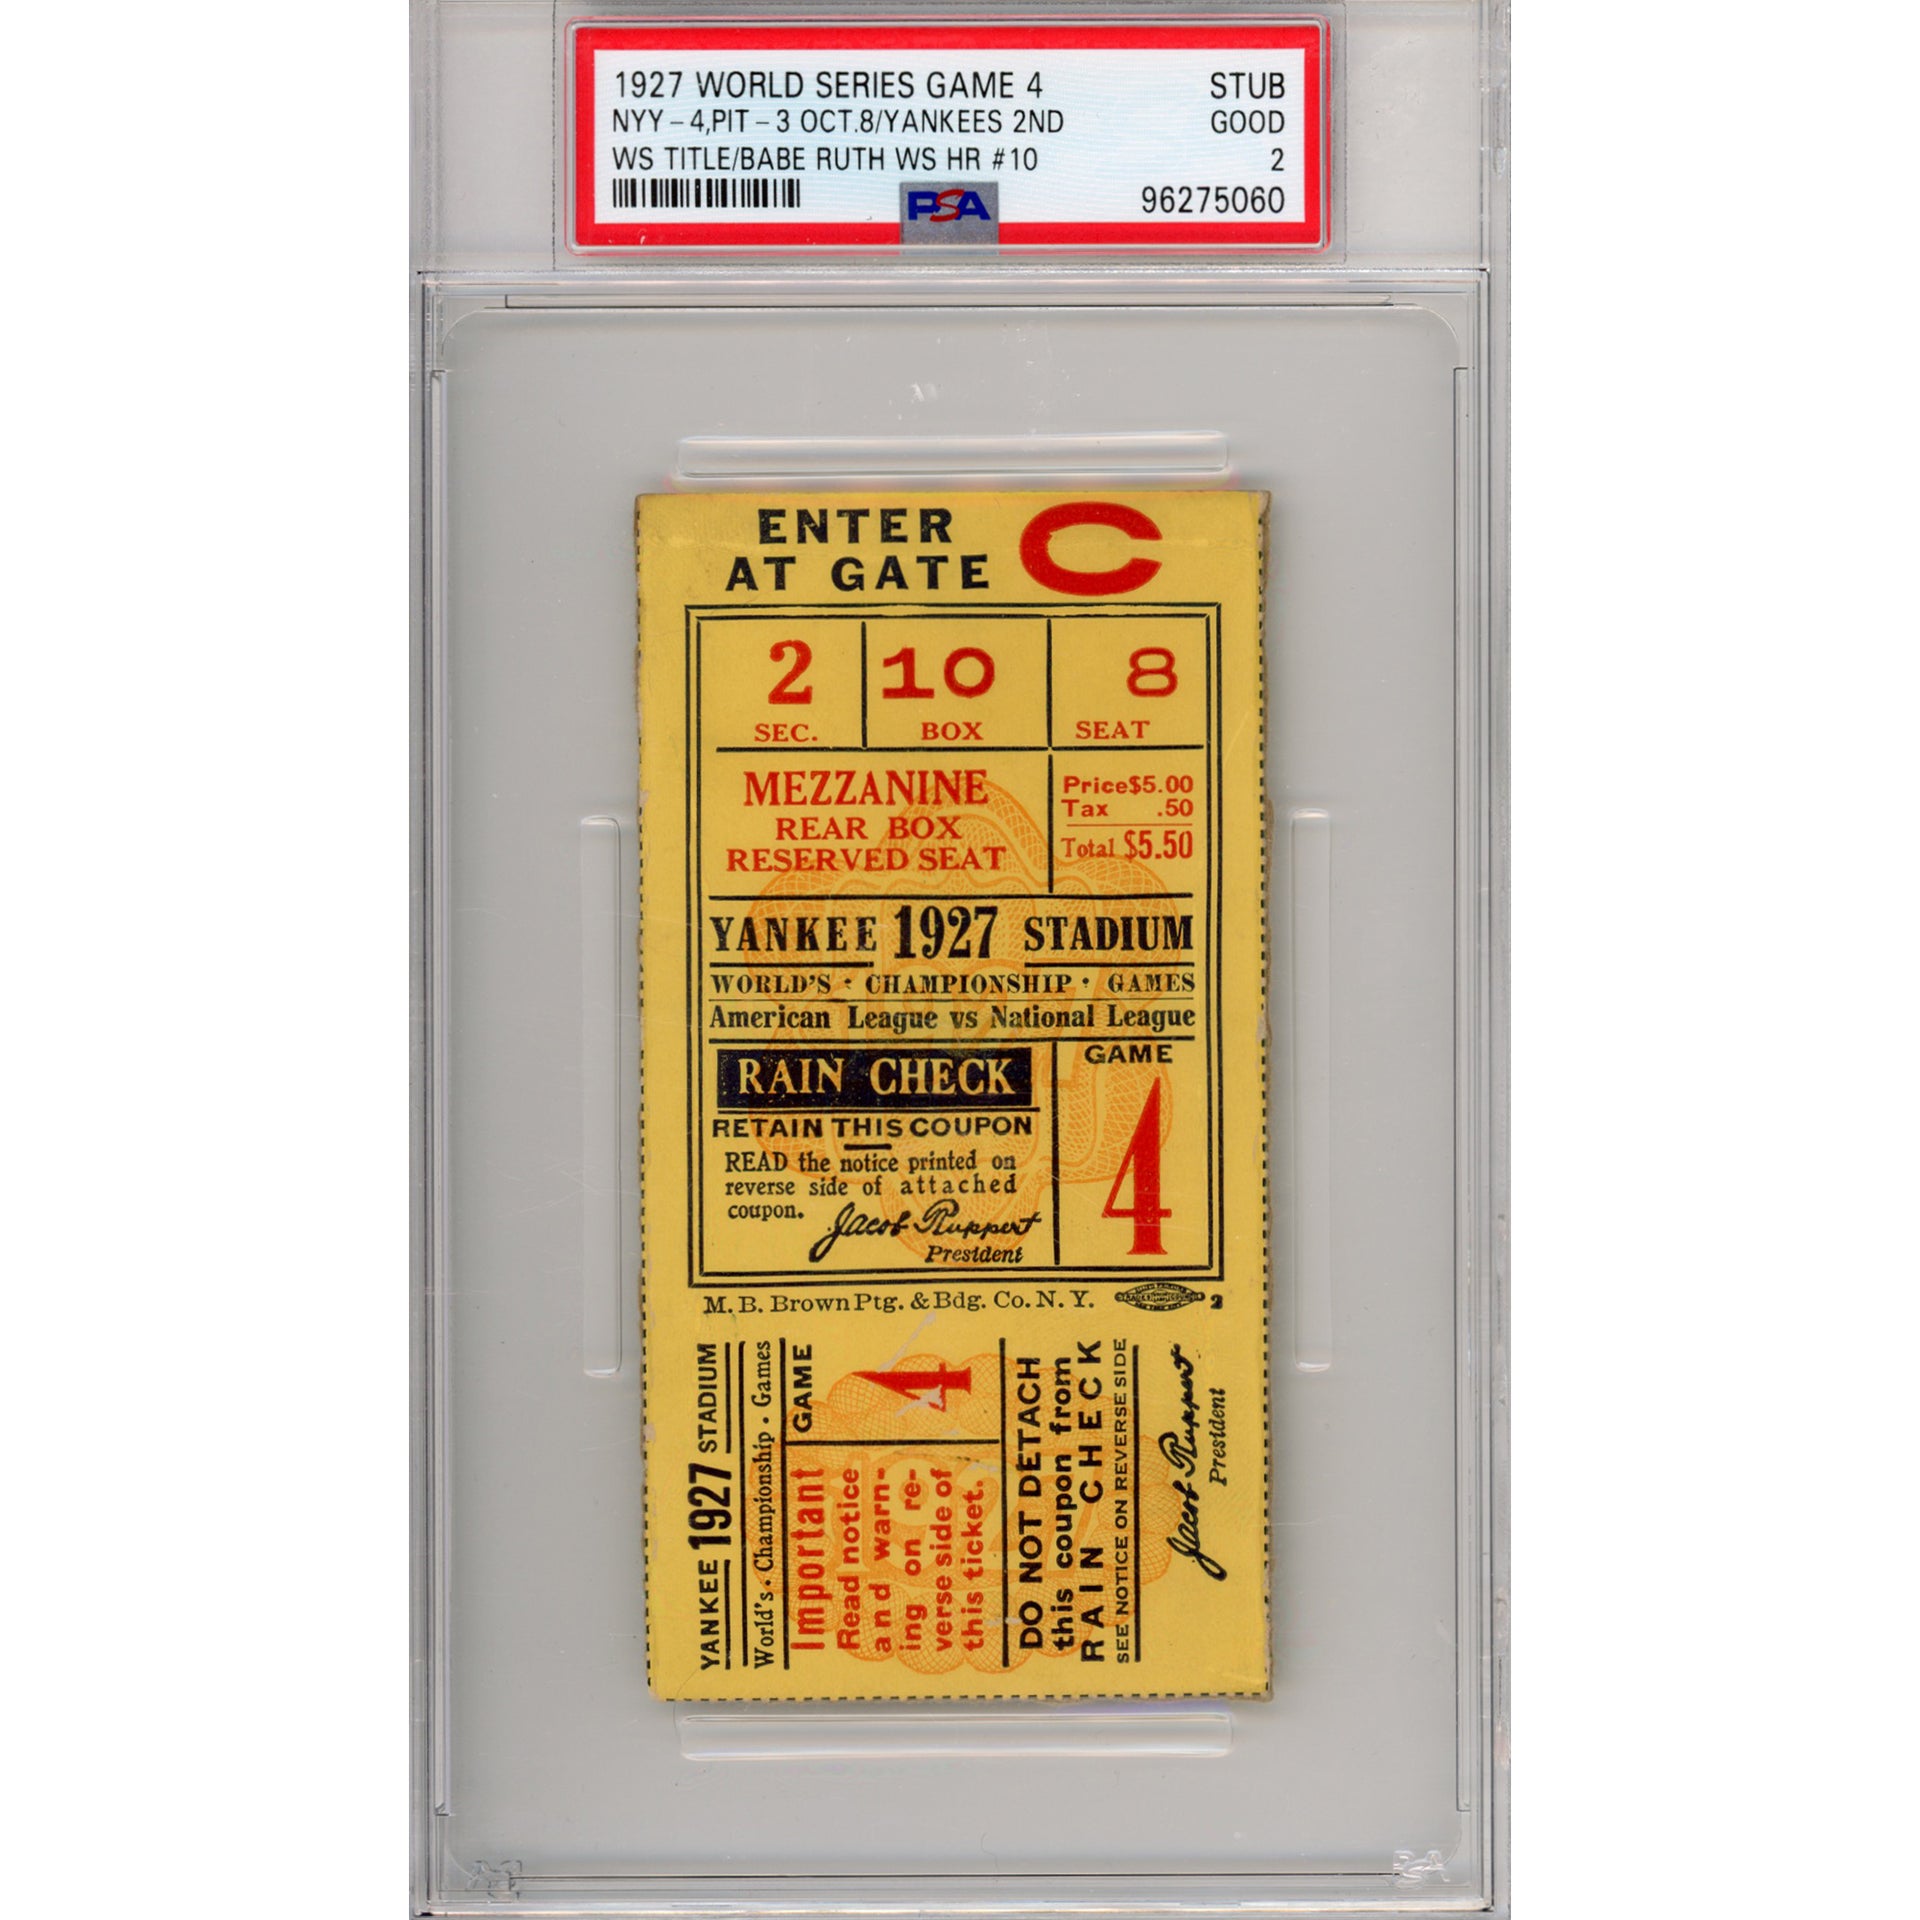 1927 WORLD SERIES GAME 4 STUB
NYY-4,PIT-3 OCT.8/YANKEES 2ND GOOD
WS TITLE/BABE RUTH WS HR #10 2
PSA 96275060
ENTER
AT GATE C
2 10 8
SEC. BOX SEAT
MEZZANINE
REAR BOX
RESERVED SEAT
Price$5.00
Tax .50
Total $5.50
YANKEE 1927 STADIUM
WORLD'S · CHAMPIONSHIP · GAMES
American League vs National League
RAIN CHECK
RETAIN THIS COUPON
READ the notice printed on
reverse side of attached
coupon.
Jacob Ruppert
President
GAME
4
M. B. Brown Ptg. & Bdg. Co. N. Y.
2
YANKEE 1927 STADIUM
World's · Championship · Games
GAME
4
Important
Read notice
and warn-
ing on re-
verse side of
this ticket.
DO NOT DETACH
this coupon from
RAIN CHECK
SEE NOTICE ON REVERSE SIDE
Jacob Ruppert
President
PSA
PSA